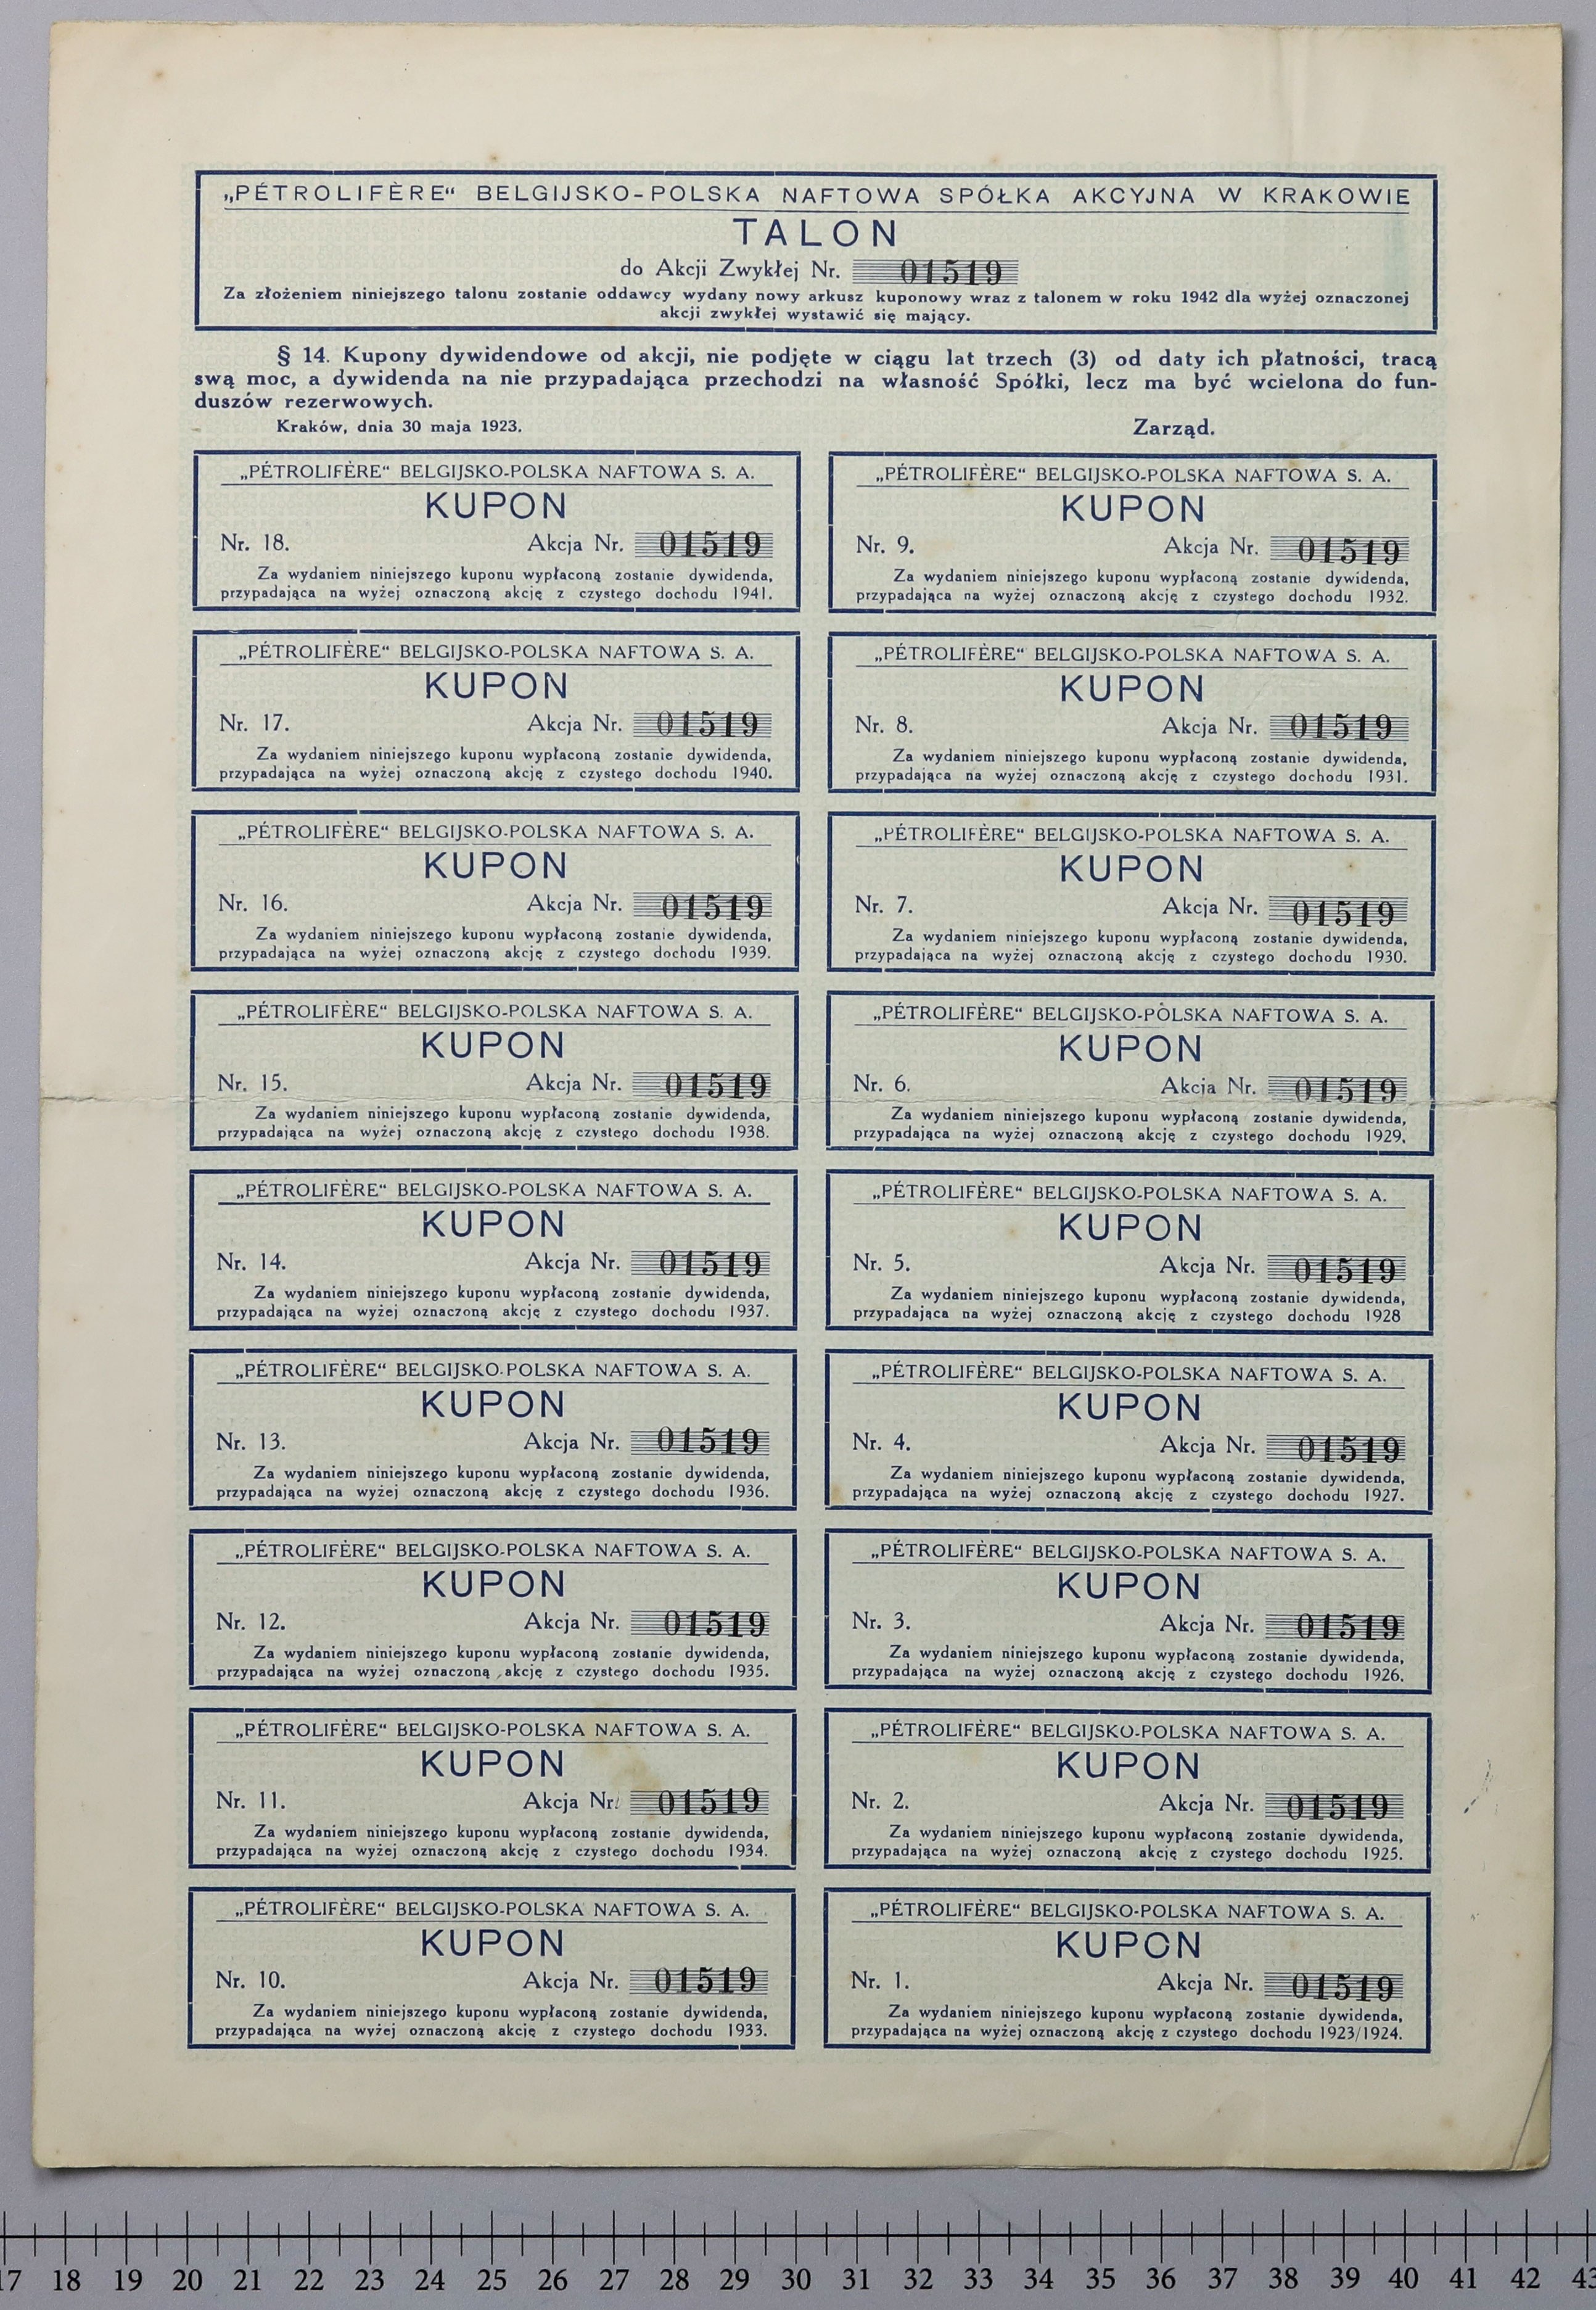 „PÉTROLIFÈRE“ BELGIJSKO-POLSKA NAFTOWA SPÓŁKA AKCYJNA W KRAKOWIE
TALON
do Akcji Zwykłej Nr. 01519
Za złożeniem niniejszego talonu zostanie oddawcy wydany nowy arkusz kuponowy wraz z talonem w roku 1942 dla wyżej oznaczonej
akcji zwykłej wystawić się mający.
§ 14. Kupony dywidendowe od akcji, nie podjęte w ciągu lat trzech (3) od daty ich płatności, tracą
swą moc, a dywidenda na nie przypadająca przechodzi na własność Spółki, lecz ma być wcielona do fun-
duszów rezerwowych.
Kraków, dnia 30 maja 1923. Zarząd.
„PÉTROLIFÈRE“ BELGIJSKO-POLSKA NAFTOWA S. A.
KUPON
Nr. 18. Akcja Nr. 01519
Za wydaniem niniejszego kuponu wypłaconą zostanie dywidenda,
przypadająca na wyżej oznaczoną akcję z czystego dochodu 1941.
„PÉTROLIFÈRE“ BELGIJSKO-POLSKA NAFTOWA S. A.
KUPON
Nr. 9. Akcja Nr. 01519
Za wydaniem niniejszego kuponu wypłaconą zostanie dywidenda,
przypadająca na wyżej oznaczoną akcję z czystego dochodu 1932.
„PÉTROLIFÈRE“ BELGIJSKO-POLSKA NAFTOWA S. A.
KUPON
Nr. 17. Akcja Nr. 01519
Za wydaniem niniejszego kuponu wypłaconą zostanie dywidenda,
przypadająca na wyżej oznaczoną akcję z czystego dochodu 1940.
„PÉTROLIFÈRE“ BELGIJSKO-POLSKA NAFTOWA S. A.
KUPON
Nr. 8. Akcja Nr. 01519
Za wydaniem niniejszego kuponu wypłaconą zostanie dywidenda,
przypadająca na wyżej oznaczoną akcję z czystego dochodu 1931.
„PÉTROLIFÈRE“ BELGIJSKO-POLSKA NAFTOWA S. A.
KUPON
Nr. 16. Akcja Nr. 01519
Za wydaniem niniejszego kuponu wypłaconą zostanie dywidenda,
przypadająca na wyżej oznaczoną akcję z czystego dochodu 1939.
„PÉTROLIFÈRE“ BELGIJSKO-POLSKA NAFTOWA S. A.
KUPON
Nr. 7. Akcja Nr. 01519
Za wydaniem niniejszego kuponu wypłaconą zostanie dywidenda,
przypadająca na wyżej oznaczoną akcję z czystego dochodu 1930.
„PÉTROLIFÈRE“ BELGIJSKO-POLSKA NAFTOWA S. A.
KUPON
Nr. 15. Akcja Nr. 01519
Za wydaniem niniejszego kuponu wypłaconą zostanie dywidenda,
przypadająca na wyżej oznaczoną akcję z czystego dochodu 1938.
„PÉTROLIFÈRE“ BELGIJSKO-POLSKA NAFTOWA S. A.
KUPON
Nr. 6. Akcja Nr. 01519
Za wydaniem niniejszego kuponu wypłaconą zostanie dywidenda,
przypadająca na wyżej oznaczoną akcję z czystego dochodu 1929.
„PÉTROLIFÈRE“ BELGIJSKO-POLSKA NAFTOWA S. A.
KUPON
Nr. 14. Akcja Nr. 01519
Za wydaniem niniejszego kuponu wypłaconą zostanie dywidenda,
przypadająca na wyżej oznaczoną akcję z czystego dochodu 1937.
„PÉTROLIFÈRE“ BELGIJSKO-POLSKA NAFTOWA S. A.
KUPON
Nr. 5. Akcja Nr. 01519
Za wydaniem niniejszego kuponu wypłaconą zostanie dywidenda,
przypadająca na wyżej oznaczoną akcję z czystego dochodu 1928
„PÉTROLIFÈRE“ BELGIJSKO-POLSKA NAFTOWA S. A.
KUPON
Nr. 13. Akcja Nr. 01519
Za wydaniem niniejszego kuponu wypłaconą zostanie dywidenda,
przypadająca na wyżej oznaczoną akcję z czystego dochodu 1936.
„PÉTROLIFÈRE“ BELGIJSKO-POLSKA NAFTOWA S. A.
KUPON
Nr. 4. Akcja Nr. 01519
Za wydaniem niniejszego kuponu wypłaconą zostanie dywidenda,
przypadająca na wyżej oznaczoną akcję z czystego dochodu 1927.
„PÉTROLIFÈRE“ BELGIJSKO-POLSKA NAFTOWA S. A.
KUPON
Nr. 12. Akcja Nr. 01519
Za wydaniem niniejszego kuponu wypłaconą zostanie dywidenda,
przypadająca na wyżej oznaczoną akcję z czystego dochodu 1935.
„PÉTROLIFÈRE“ BELGIJSKO-POLSKA NAFTOWA S. A.
KUPON
Nr. 3. Akcja Nr. 01519
Za wydaniem niniejszego kuponu wypłaconą zostanie dywidenda,
przypadająca na wyżej oznaczoną akcję z czystego dochodu 1926.
„PÉTROLIFÈRE“ BELGIJSKO-POLSKA NAFTOWA S. A.
KUPON
Nr. 11. Akcja Nr. 01519
Za wydaniem niniejszego kuponu wypłaconą zostanie dywidenda,
przypadająca na wyżej oznaczoną akcję z czystego dochodu 1934.
„PÉTROLIFÈRE“ BELGIJSKO-POLSKA NAFTOWA S. A.
KUPON
Nr. 2. Akcja Nr. 01519
Za wydaniem niniejszego kuponu wypłaconą zostanie dywidenda,
przypadająca na wyżej oznaczoną akcję z czystego dochodu 1925.
„PÉTROLIFÈRE“ BELGIJSKO-POLSKA NAFTOWA S. A.
KUPON
Nr. 10. Akcja Nr. 01519
Za wydaniem niniejszego kuponu wypłaconą zostanie dywidenda,
przypadająca na wyżej oznaczoną akcję z czystego dochodu 1933.
„PÉTROLIFÈRE“ BELGIJSKO-POLSKA NAFTOWA S. A.
KUPON
Nr. 1. Akcja Nr. 01519
Za wydaniem niniejszego kuponu wypłaconą zostanie dywidenda,
przypadająca na wyżej oznaczoną akcję z czystego dochodu 1923/1924.
17 18 19 20 21 22 23 24 25 26 27 28 29 30 31 32 33 34 35 36 37 38 39 40 41 42 43